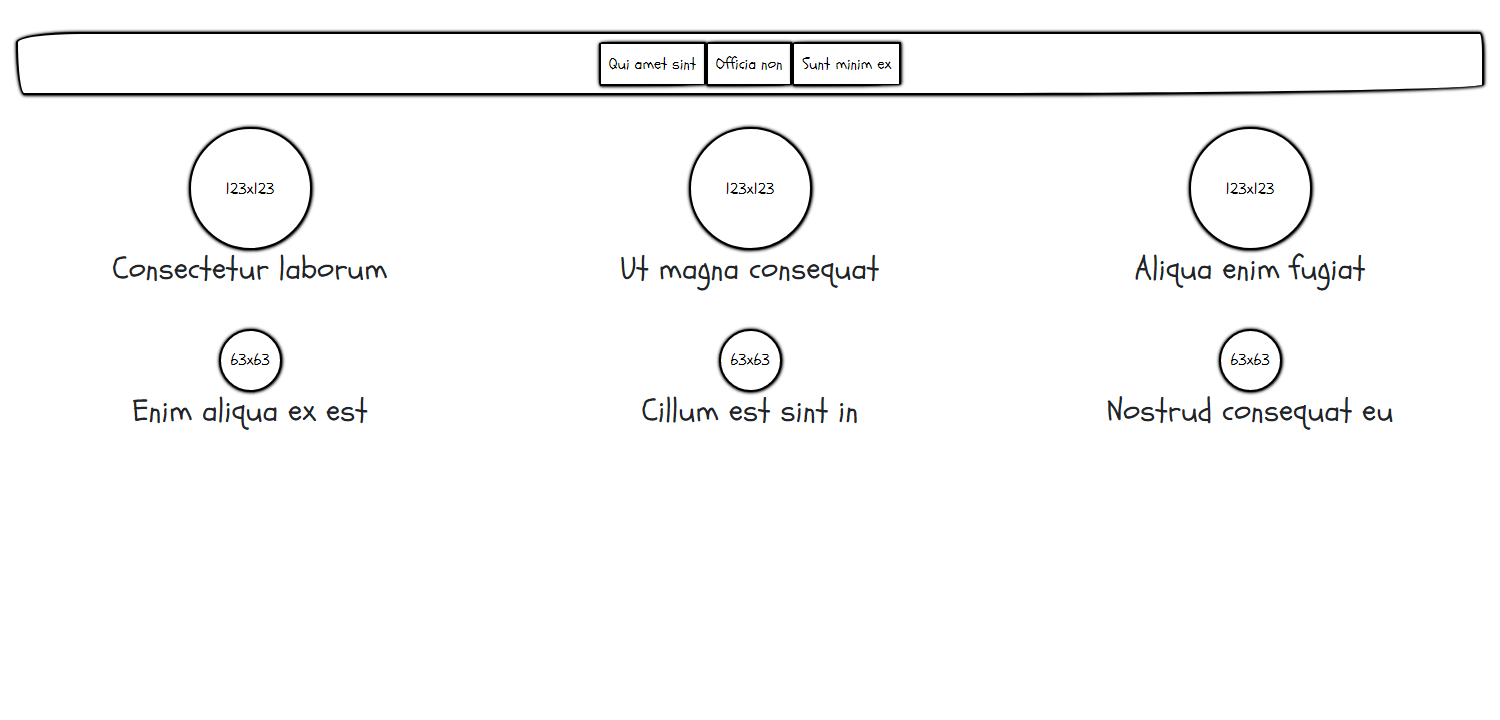 Qui amet sint Officia non Sunt minim ex
123x123 123x123 123x123
Consectetur laborum Ut magna consequat Aliqua enim fugiat
63x63 63x63 63x63
Enim aliqua ex est Cillum est sint in Nostrud consequat eu